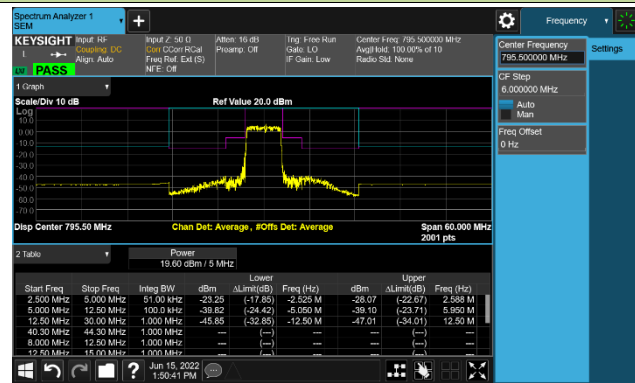 Spectrum Analyzer 1
SEM
Frequency
KEYSIGHT
Input: RF
Coupling: DC
Align: Auto
Input Z: 50 Ω
Corr CCorr RCal
Freq Ref: Ext (S)
NFE: Off
Atten: 16 dB
Preamp: Off
Trig: Free Run
Gate: LO
IF Gain: Low
Center Freq: 795.500000 MHz
Avg|Hold: 100.00% of 10
Radio Std: None
L
LM PASS
Center Frequency
795.500000 MHz
Settings
CF Step
6.000000 MHz
Auto
Man
Freq Offset
0 Hz
1 Graph
Scale/Div 10 dB
Ref Value 20.0 dBm
Log
10.0
0.00
-10.0
-20.0
-30.0
-40.0
-50.0
-60.0
-70.0
Disp Center 795.50 MHz
Chan Det: Average , #Offs Det: Average
Span 60.000 MHz
2001 pts
2 Table
Power
19.60 dBm / 5 MHz
Lower Upper
Start Freq Stop Freq Integ BW dBm ΔLimit(dB) Freq (Hz) dBm ΔLimit(dB) Freq (Hz)
2.500 MHz 5.000 MHz 51.00 kHz -23.25 (-17.85) -2.525 M -28.07 (-22.67) 2.588 M
5.000 MHz 12.50 MHz 100.0 kHz -39.82 (-24.42) -5.050 M -39.10 (-23.71) 5.950 M
12.50 MHz 30.00 MHz 1.000 MHz -45.85 (-32.85) -12.50 M -47.01 (-34.01) 12.50 M
40.30 MHz 44.30 MHz 1.000 MHz --- (---) --- --- (---) ---
8.000 MHz 12.50 MHz 1.000 MHz --- (---) --- --- (---) ---
12.50 MHz 15.00 MHz 1.000 MHz --- (---) --- --- (---) ---
?
Jun 15, 2022
1:50:41 PM